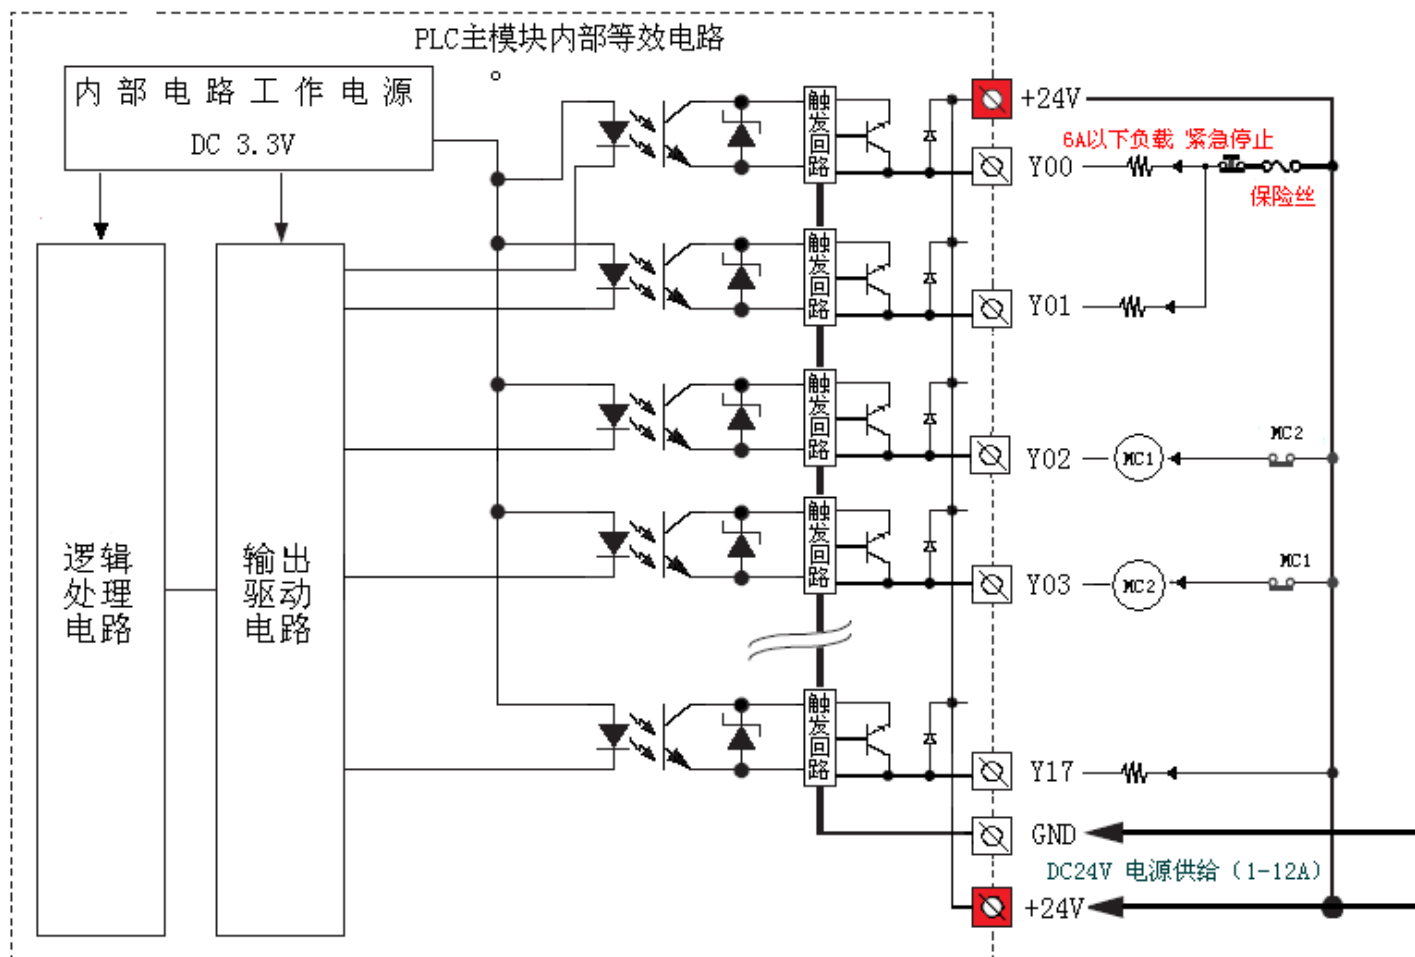 PLC主模块内部等效电路
内部电路工作电源
DC 3.3V
触发回路
+24V
6A以下负载 紧急停止
Y00
保险丝
触发回路
Y01
触发回路
MC2
Y02
MC1
触发回路
MC1
Y03
MC2
逻辑
处理
电路
输出
驱动
电路
触发回路
Y17
GND
DC24V 电源供给（1-12A）
+24V